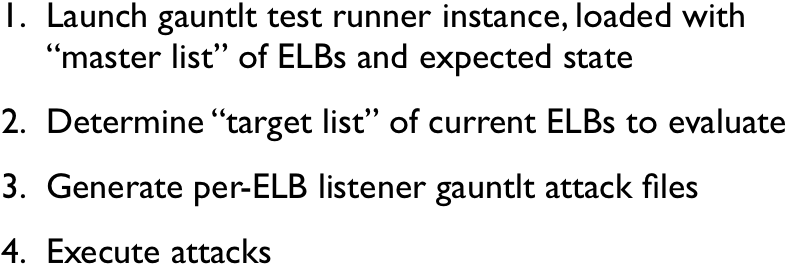 1. Launch gauntlt test runner instance, loaded with
“master list” of ELBs and expected state
2. Determine “target list” of current ELBs to evaluate
3. Generate per-ELB listener gauntlt attack files
4. Execute attacks